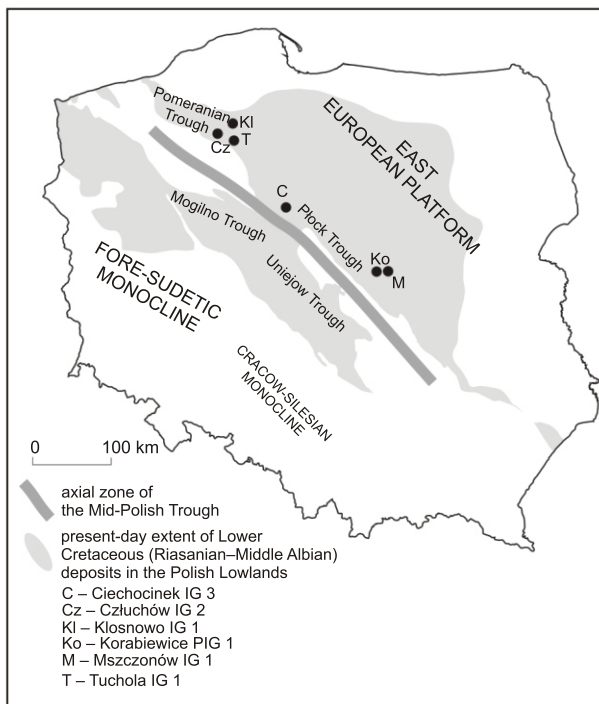 Pomeranian
Trough
Kl
T
Cz
EAST
EUROPEAN PLATFORM
C
Mogilno Trough
Płock Trough
Ko
M
Uniejow Trough
FORE-SUDETIC
MONOCLINE
CRACOW-SILESIAN
MONOCLINE
0 100 km
axial zone of
the Mid-Polish Trough
present-day extent of Lower
Cretaceous (Riasanian–Middle Albian)
deposits in the Polish Lowlands
C – Ciechocinek IG 3
Cz – Człuchów IG 2
Kl – Klosnowo IG 1
Ko – Korabiewice PIG 1
M – Mszczonów IG 1
T – Tuchola IG 1